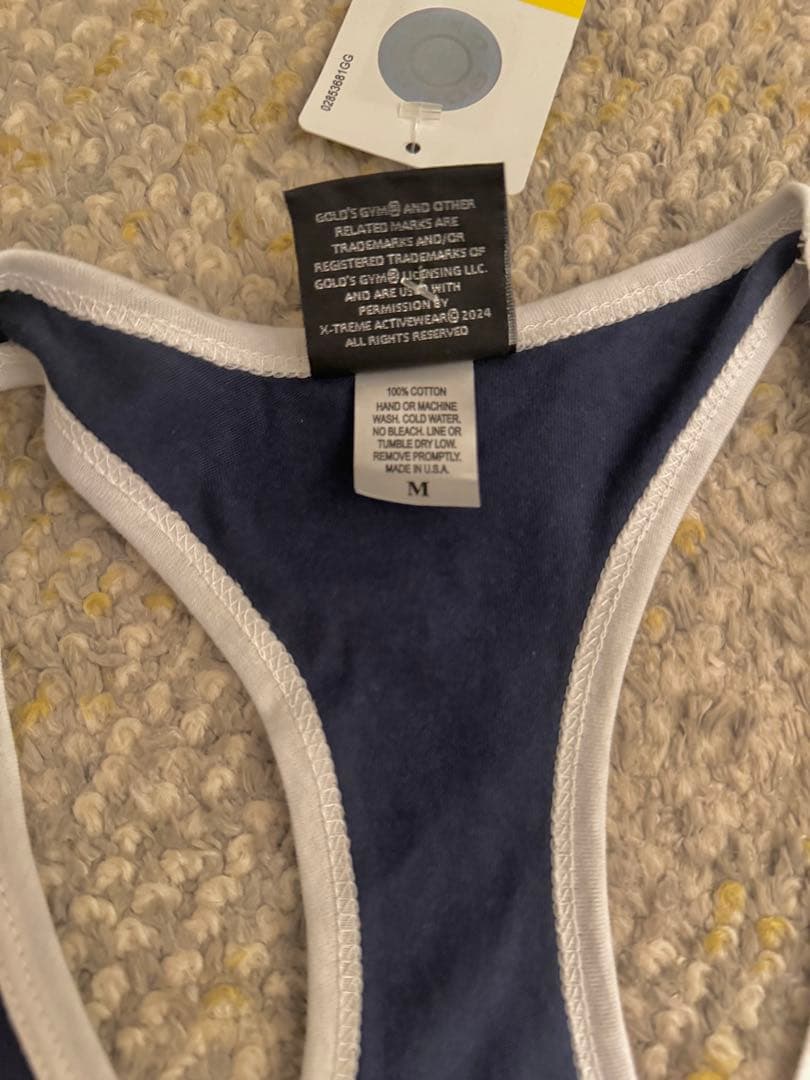 02853681GG
GOLD'S GYM® AND OTHER
RELATED MARKS ARE
TRADEMARKS AND/OR
REGISTERED TRADEMARKS OF
GOLD'S GYM® LICENSING LLC.
AND ARE USED WITH
PERMISSION BY
X-TREME ACTIVEWEAR© 2024
ALL RIGHTS RESERVED
100% COTTON
HAND OR MACHINE
WASH. COLD WATER.
NO BLEACH. LINE OR
TUMBLE DRY LOW.
REMOVE PROMPTLY.
MADE IN U.S.A.
M